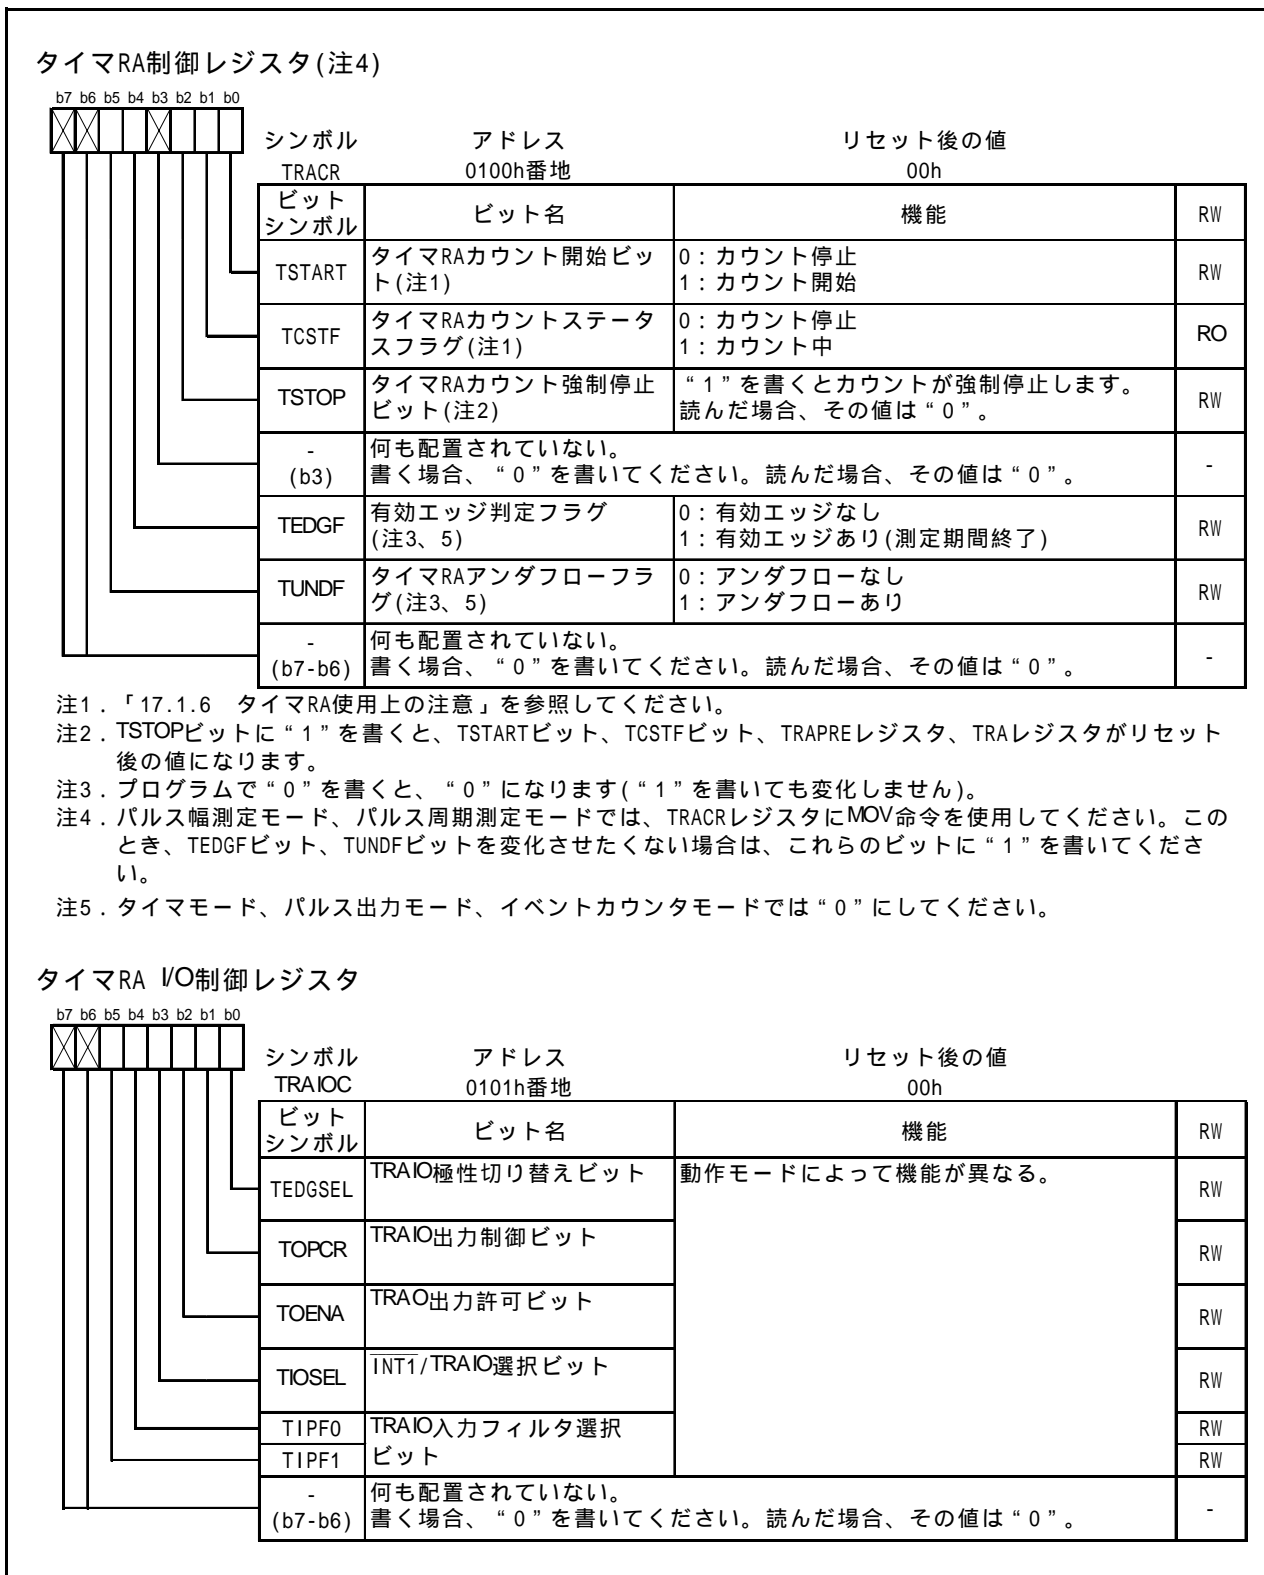 タイマRA制御レジスタ(注4)
b7 b6 b5 b4 b3 b2 b1 b0
シンボル アドレス リセット後の値
TRACR 0100h番地 00h
ビット
シンボル ビット名 機能 RW
TSTART タイマRAカウント開始ビッ
ト(注1) 0:カウント停止
1:カウント開始 RW
TCSTF タイマRAカウントステータ
スフラグ(注1) 0:カウント停止
1:カウント中 RO
TSTOP タイマRAカウント強制停止
ビット(注2) “1”を書くとカウントが強制停止します。
読んだ場合、その値は“0”。 RW
-
(b3) 何も配置されていない。
書く場合、“0”を書いてください。読んだ場合、その値は“0”。 -
TEDGF 有効エッジ判定フラグ
(注3、5) 0:有効エッジなし
1:有効エッジあり(測定期間終了) RW
TUNDF タイマRAアンダフローフラ
グ(注3、5) 0:アンダフローなし
1:アンダフローあり RW
-
(b7-b6) 何も配置されていない。
書く場合、“0”を書いてください。読んだ場合、その値は“0”。 -
注1.「17.1.6 タイマRA使用上の注意」を参照してください。
注2.TSTOPビットに“1”を書くと、TSTARTビット、TCSTFビット、TRAPREレジスタ、TRAレジスタがリセット
後の値になります。
注3.プログラムで“0”を書くと、“0”になります(“1”を書いても変化しません)。
注4.パルス幅測定モード、パルス周期測定モードでは、TRACRレジスタにMOV命令を使用してください。この
とき、TEDGFビット、TUNDFビットを変化させたくない場合は、これらのビットに“1”を書いてくださ
い。
注5.タイマモード、パルス出力モード、イベントカウンタモードでは“0”にしてください。
タイマRA I/O制御レジスタ
b7 b6 b5 b4 b3 b2 b1 b0
シンボル アドレス リセット後の値
TRAIOC 0101h番地 00h
ビット
シンボル ビット名 機能 RW
TEDGSEL TRAIO極性切り替えビット 動作モードによって機能が異なる。 RW
TOPCR TRAIO出力制御ビット RW
TOENA TRAO出力許可ビット RW
TIOSEL INT1/TRAIO選択ビット RW
TIPF0 TRAIO入力フィルタ選択 RW
TIPF1 ビット RW
-
(b7-b6) 何も配置されていない。
書く場合、“0”を書いてください。読んだ場合、その値は“0”。 -